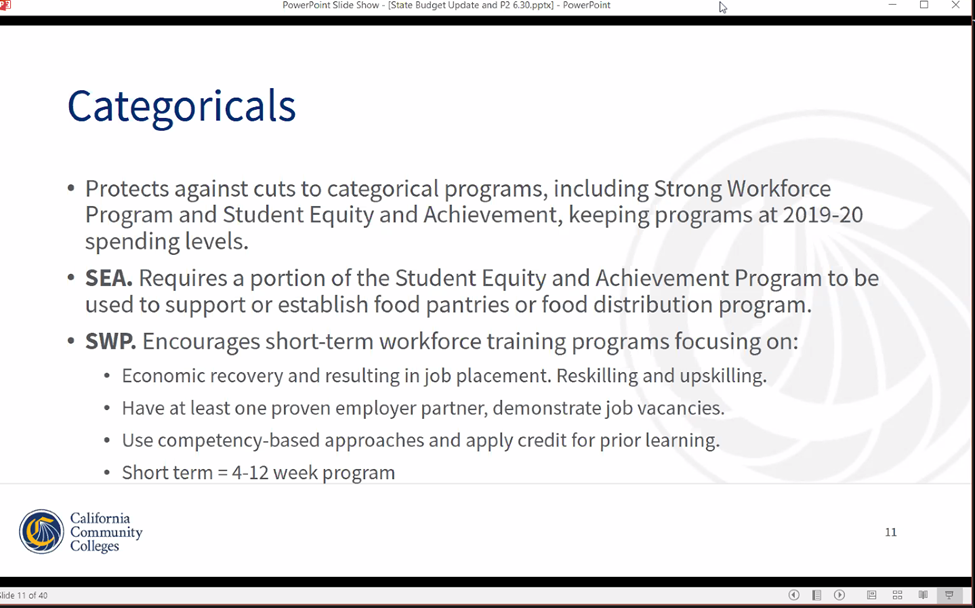 PowerPoint Slide Show - [State Budget Update and P2 6.30.pptx] - PowerPoint
Categoricals
• Protects against cuts to categorical programs, including Strong Workforce
Program and Student Equity and Achievement, keeping programs at 2019-20
spending levels.
• SEA. Requires a portion of the Student Equity and Achievement Program to be
used to support or establish food pantries or food distribution program.
• SWP. Encourages short-term workforce training programs focusing on:
• Economic recovery and resulting in job placement. Reskilling and upskilling.
• Have at least one proven employer partner, demonstrate job vacancies.
• Use competency-based approaches and apply credit for prior learning.
• Short term = 4-12 week program
California
Community
Colleges
11
Slide 11 of 40